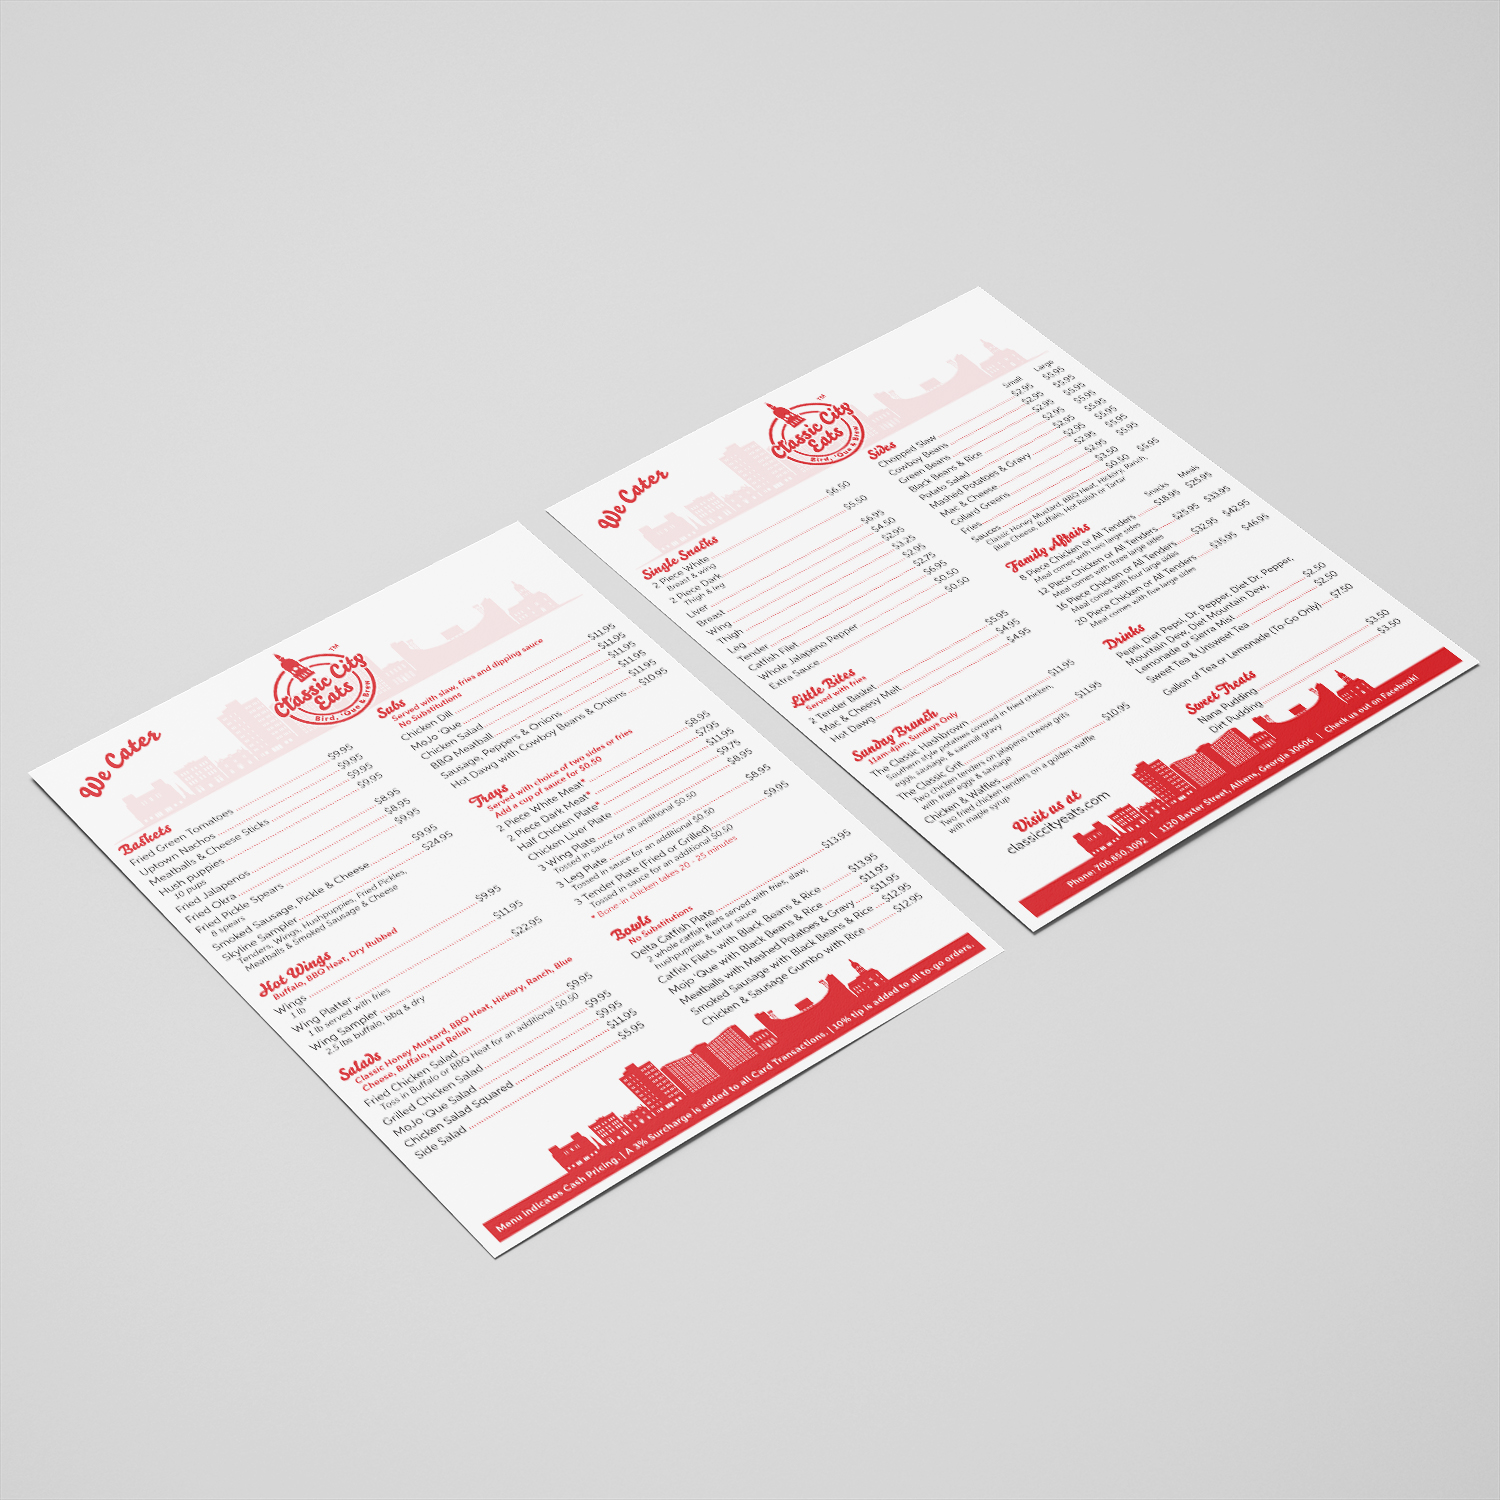 We Cater
Classic City
Eats
Bird, 'Que & Brew
TM
Baskets
Fried Green Tomatoes $9.95
Uptown Nachos $9.95
Meatballs & Cheese Sticks $9.95
Hush Puppies $9.95
10 pups
Fried Jalapenos $8.95
Fried Okra $8.95
Fried Pickle Spears $9.95
8 spears
Smoked Sausage, Pickle & Cheese $9.95
Skyline Sampler $24.95
Tenders, Wings, Hushpuppies, Fried Pickles,
Meatballs & Smoked Sausage & Cheese
Hot Wings
Buffalo, BBQ Heat, Dry Rubbed
Wings $9.95
1 lb
Wing Platter $11.95
1 lb served with fries
Wing Sampler $22.95
2.5 lbs buffalo, bbq & dry
Salads
Classic Honey Mustard, BBQ Heat, Hickory, Ranch, Blue
Cheese, Buffalo, Hot Relish
Fried Chicken Salad $9.95
Toss in Buffalo or BBQ Heat for an additional $0.50
Grilled Chicken Salad $9.95
MoJo 'Que Salad $9.95
Chicken Salad Squared $11.95
Side Salad $5.95
Subs
Served with slaw, fries and dipping sauce
No Substitutions
Chicken Dill $11.95
MoJo 'Que $11.95
Chicken Salad $11.95
BBQ Meatball $11.95
Sausage, Peppers & Onions $11.95
Hot Dawg with Cowboy Beans & Onions $10.95
Trays
Served with choice of two sides or fries
Add a cup of sauce for $0.50
2 Piece White Meat* $8.95
2 Piece Dark Meat* $7.95
Half Chicken Plate* $11.95
Chicken Liver Plate $9.75
3 Wing Plate $8.95
Tossed in sauce for an additional $0.50
3 Leg Plate $8.95
Tossed in sauce for an additional $0.50
3 Tender Plate (Fried or Grilled) $9.95
Tossed in sauce for an additional $0.50
* Bone-in chicken takes 20 - 25 minutes
Bowls
No Substitutions
Delta Catfish Plate $13.95
2 whole catfish filets served with fries, slaw,
hushpuppies & tartar sauce
Catfish Filets with Black Beans & Rice $13.95
Mojo 'Que with Black Beans & Rice $11.95
Meatballs with Mashed Potatoes & Gravy $11.95
Smoked Sausage with Black Beans & Rice $12.95
Chicken & Sausage Gumbo with Rice $12.95
Menu indicates Cash Pricing. | A 3% Surcharge is added to all Card Transactions. | 10% tip is added to all to-go orders.
We Cater
Classic City
Eats
Bird, 'Que & Brew
TM
Single Snacks
2 Piece White $6.50
Breast & wing
2 Piece Dark $5.50
Thigh & leg
Liver $6.95
Breast $4.50
Wing $2.95
Thigh $3.25
Leg $2.95
Tender $2.75
Catfish Filet $6.95
Whole Jalapeno Pepper $0.50
Extra Sauce $0.50
Little Bites
Served with fries
2 Tender Basket $5.95
Mac & Cheesy Melt $4.95
Hot Dawg $4.95
Sunday Brunch
11am-4pm, Sundays Only
The Classic Hashbrown $11.95
Southern style potatoes covered in fried chicken,
eggs, sausage, & sawmill gravy
The Classic Grit $11.95
Two chicken tenders on jalapeno cheese grits
with fried eggs & sausage
Chicken & Waffles $10.95
Two fried chicken tenders on a golden waffle
with maple syrup
Visit us at
classiccityeats.com
Sides
Small Large
Chopped Slaw $2.95 $5.95
Cowboy Beans $2.95 $5.95
Green Beans $2.95 $5.95
Black Beans & Rice $2.95 $5.95
Potato Salad $2.95 $5.95
Mashed Potatoes & Gravy $2.95 $5.95
Mac & Cheese $2.95 $5.95
Collard Greens $2.95 $5.95
Fries $3.50
Sauces $0.50 $5.95
Classic Honey Mustard, BBQ Heat, Hickory, Ranch,
Blue Cheese, Buffalo, Hot Relish or Tartar
Family Affairs
Snacks Meals
8 Piece Chicken or All Tenders $18.95 $25.95
Meal comes with two large sides
12 Piece Chicken or All Tenders $25.95 $33.95
Meal comes with three large sides
16 Piece Chicken or All Tenders $32.95 $42.95
Meal comes with four large sides
20 Piece Chicken or All Tenders $35.95 $46.95
Meal comes with five large sides
Drinks
Pepsi, Diet Pepsi, Dr. Pepper, Diet Dr. Pepper,
Mountain Dew, Diet Mountain Dew,
Lemonade or Sierra Mist $2.50
Sweet Tea & Unsweet Tea $2.50
Gallon of Tea or Lemonade (To-Go Only) $7.50
Sweet Treats
Nana Pudding $3.50
Dirt Pudding $3.50
Phone: 706.850.3092 | 1120 Baxter Street, Athens, Georgia 30606 | Check us out on Facebook!